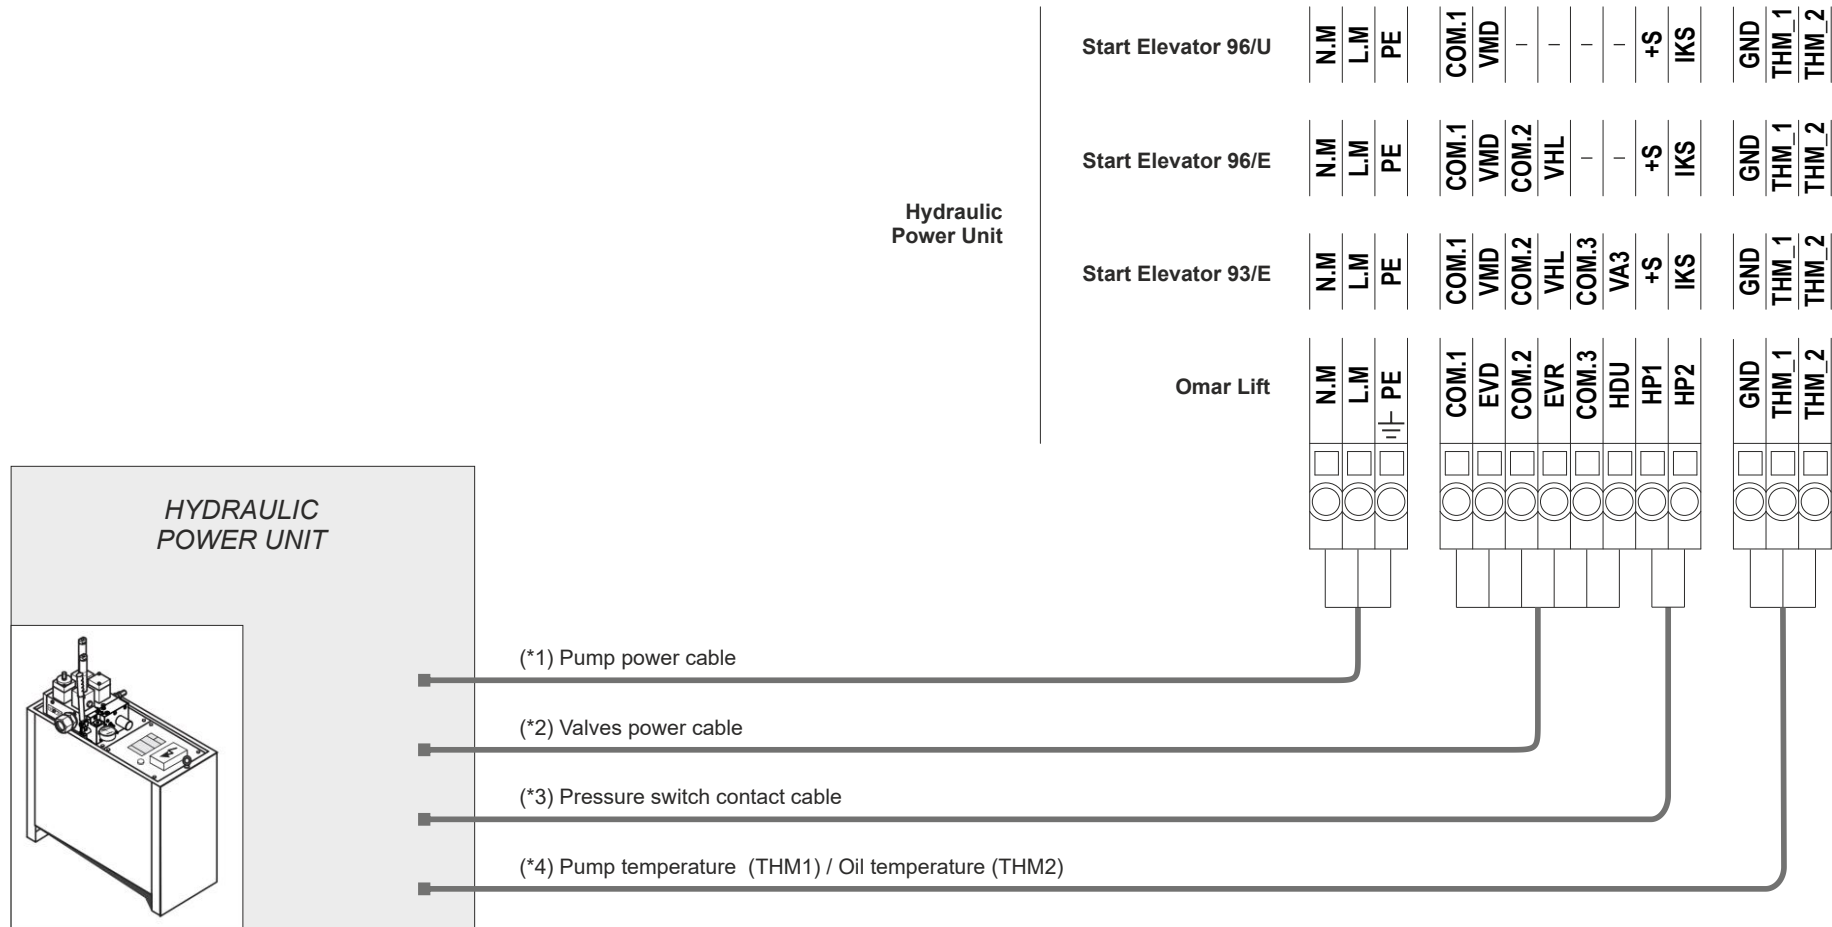 Start Elevator 96/U
N.M L.M PE COM.1 VMD – – – – +S IKS GND THM_1 THM_2
Start Elevator 96/E
N.M L.M PE COM.1 VMD COM.2 VHL – – +S IKS GND THM_1 THM_2
Hydraulic
Power Unit
Start Elevator 93/E
N.M L.M PE COM.1 VMD COM.2 VHL COM.3 VA3 +S IKS GND THM_1 THM_2
Omar Lift
N.M L.M PE COM.1 EVD COM.2 EVR COM.3 HDU HP1 HP2 GND THM_1 THM_2
HYDRAULIC
POWER UNIT
(*1) Pump power cable
(*2) Valves power cable
(*3) Pressure switch contact cable
(*4) Pump temperature (THM1) / Oil temperature (THM2)